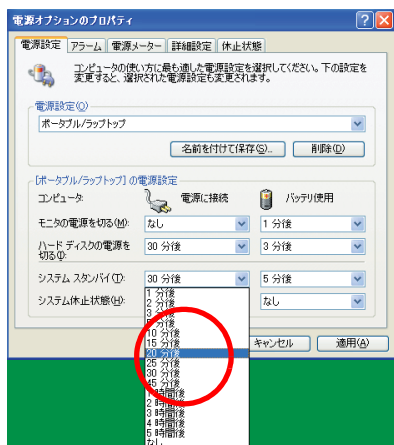 電源オプションのプロパティ
電源設定 アラーム 電源メーター 詳細設定 休止状態
コンピュータの使い方に最も適した電源設定を選択してください。下の設定を
変更すると、選択された電源設定も変更されます。
電源設定(O)
ポータブル/ラップトップ
名前を付けて保存(S)... 削除(D)
[ポータブル/ラップトップ] の電源設定
コンピュータ: 電源に接続 バッテリ使用
モニタの電源を切る(M): なし 1 分後
ハード ディスクの電源を 30 分後 3 分後
切る(I):
システム スタンバイ(T): 30 分後 5 分後
システム休止状態(H): なし
1 分後
2 分後
3 分後
5 分後
10 分後
15 分後
20 分後
25 分後
30 分後
45 分後
1 時間後
2 時間後
3 時間後
4 時間後
5 時間後
なし
キャンセル 適用(A)